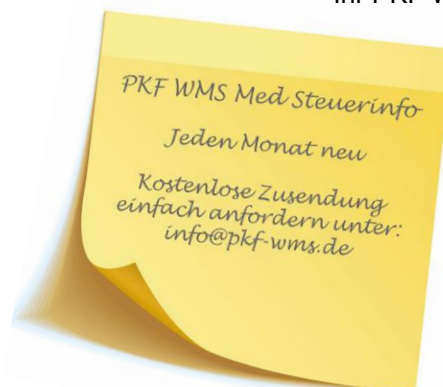 PKF WMS Med Steuerinfo
Jeden Monat neu
Kostenlose Zusendung
einfach anfordern unter:
info@pkf-wms.de